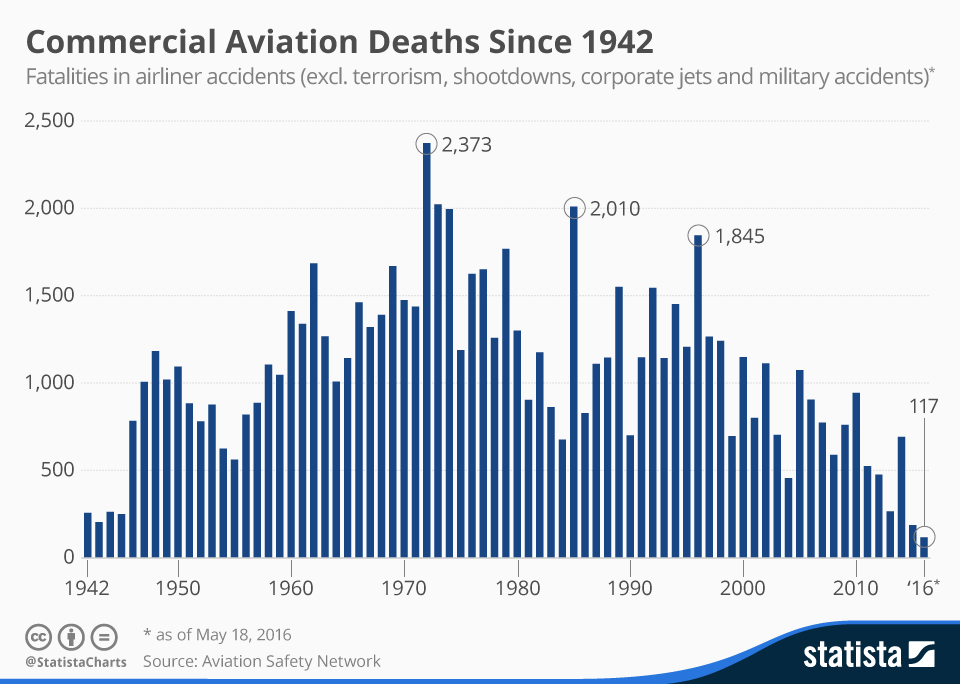 Commercial Aviation Deaths Since 1942
Fatalities in airliner accidents (excl. terrorism, shootdowns, corporate jets and military accidents)*
2,500
2,373
2,000
2,010
1,845
1,500
1,000
117
500
0
1942 1950 1960 1970 1980 1990 2000 2010 ‘16*
cc
@StatistaCharts
* as of May 18, 2016
Source: Aviation Safety Network
statista